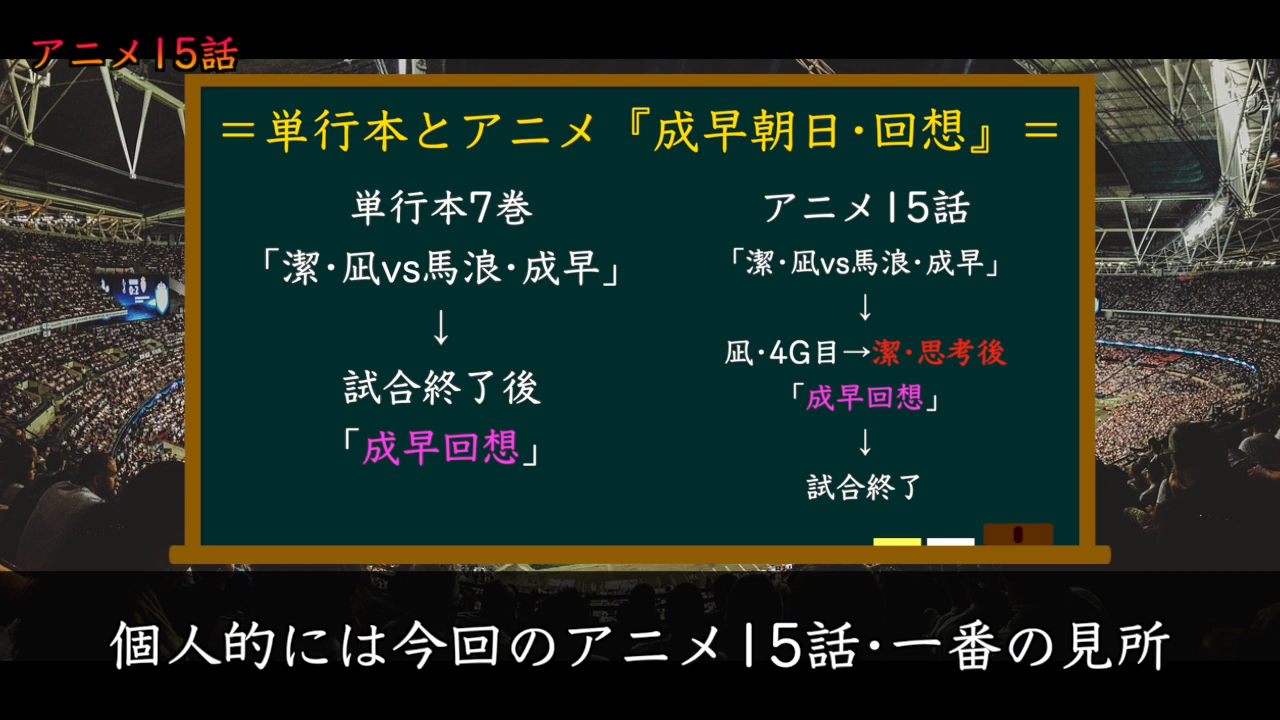 アニメ15話
=単行本とアニメ『成早朝日・回想』=
単行本7巻
「潔・凪vs馬浪・成早」
↓
試合終了後
「成早回想」
アニメ15話
「潔・凪vs馬浪・成早」
↓
凪・4G目→潔・思考後
「成早回想」
↓
試合終了
個人的には今回のアニメ15話・一番の見所